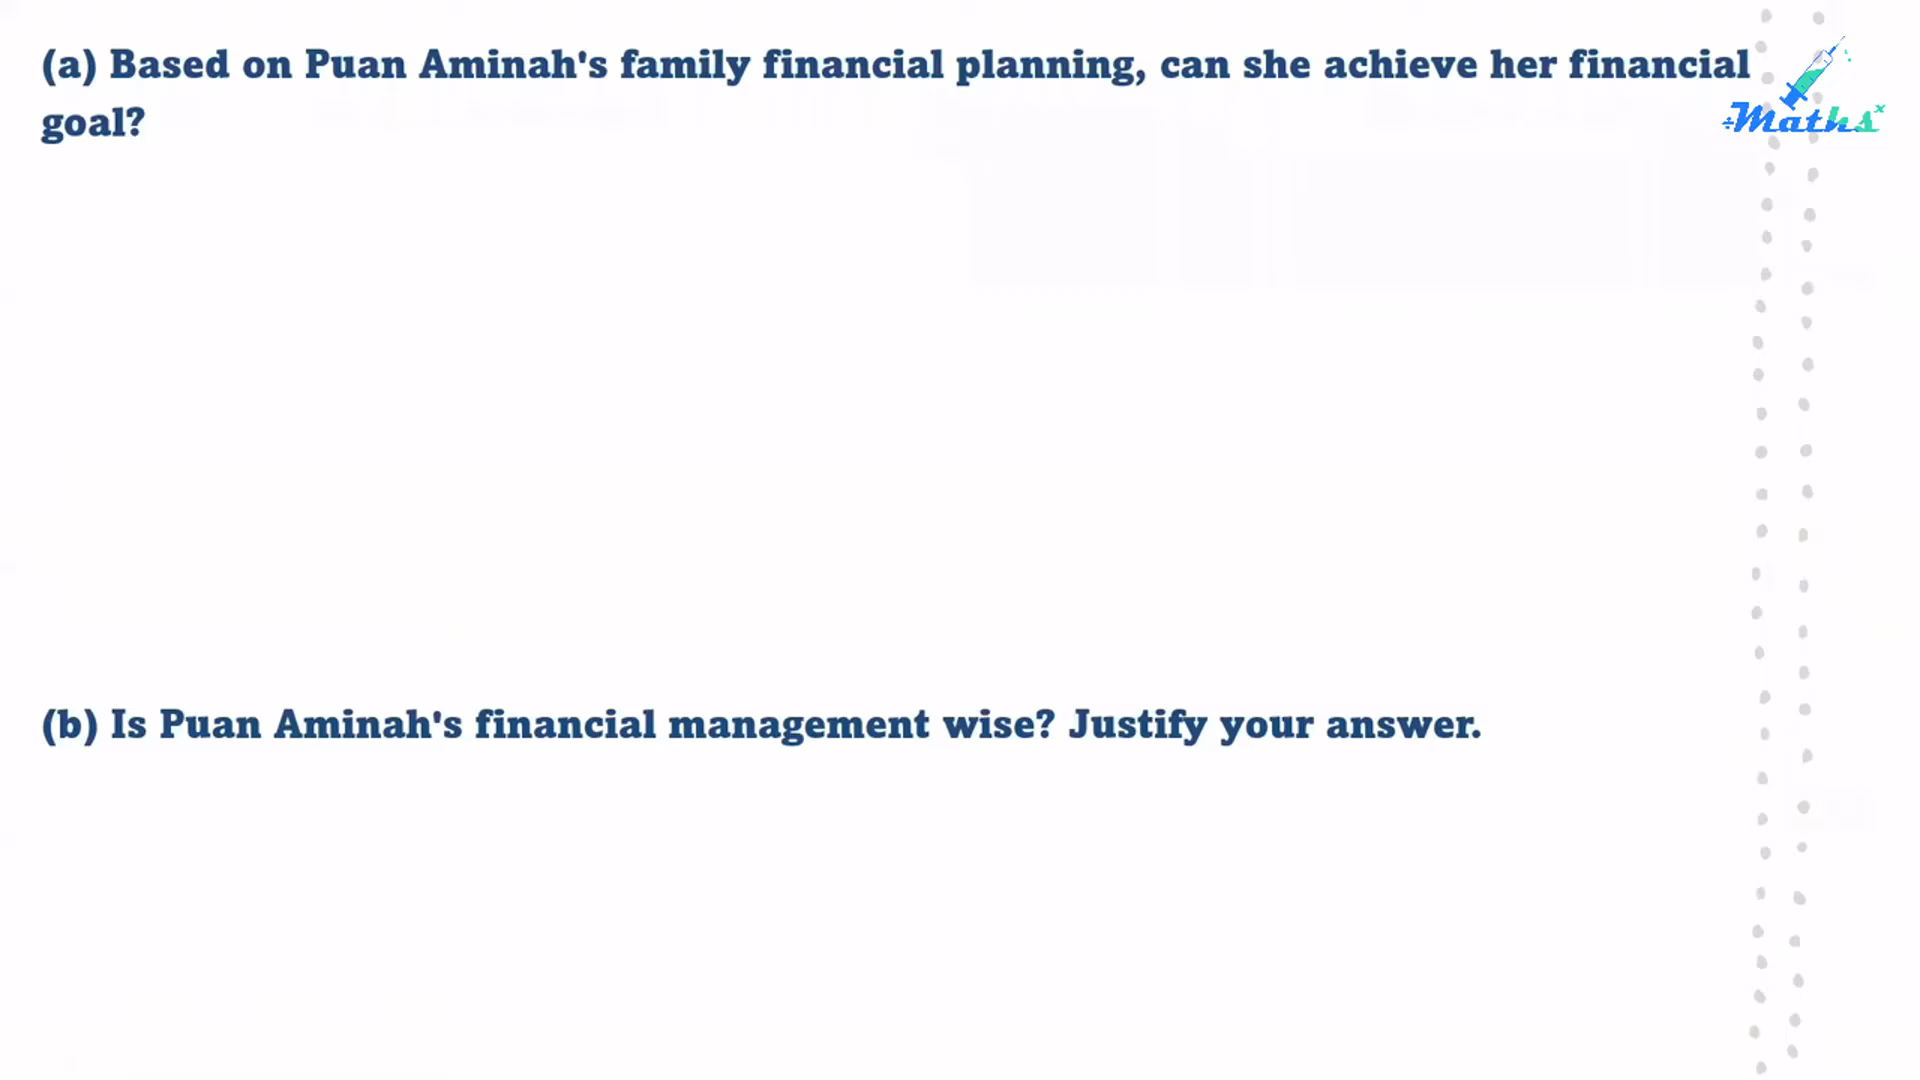 (a) Based on Puan Aminah's family financial planning, can she achieve her financial
goal?
÷Maths×
(b) Is Puan Aminah's financial management wise? Justify your answer.